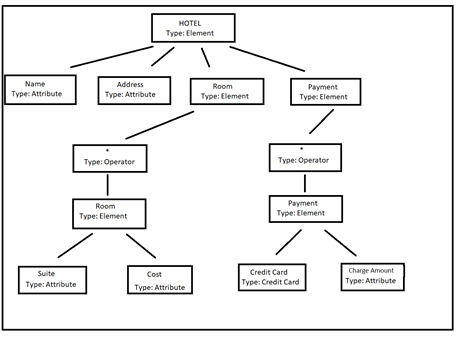 HOTEL
Type: Element
Name
Type: Attribute
Address
Type: Attribute
Room
Type: Element
Payment
Type: Element
*
Type: Operator
*
Type: Operator
Room
Type: Element
Payment
Type: Element
Suite
Type: Attribute
Cost
Type: Attribute
Credit Card
Type: Credit Card
Charge Amount
Type: Attribute